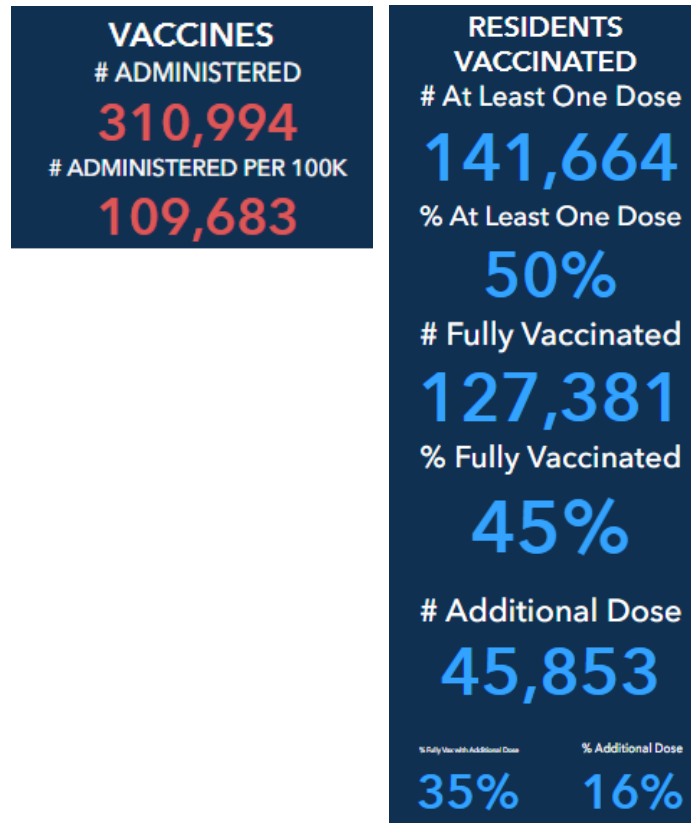 VACCINES
# ADMINISTERED
310,994
# ADMINISTERED PER 100K
109,683
RESIDENTS
VACCINATED
# At Least One Dose
141,664
% At Least One Dose
50%
# Fully Vaccinated
127,381
% Fully Vaccinated
45%
# Additional Dose
45,853
% Fully Vax with Additional Dose
35%
% Additional Dose
16%